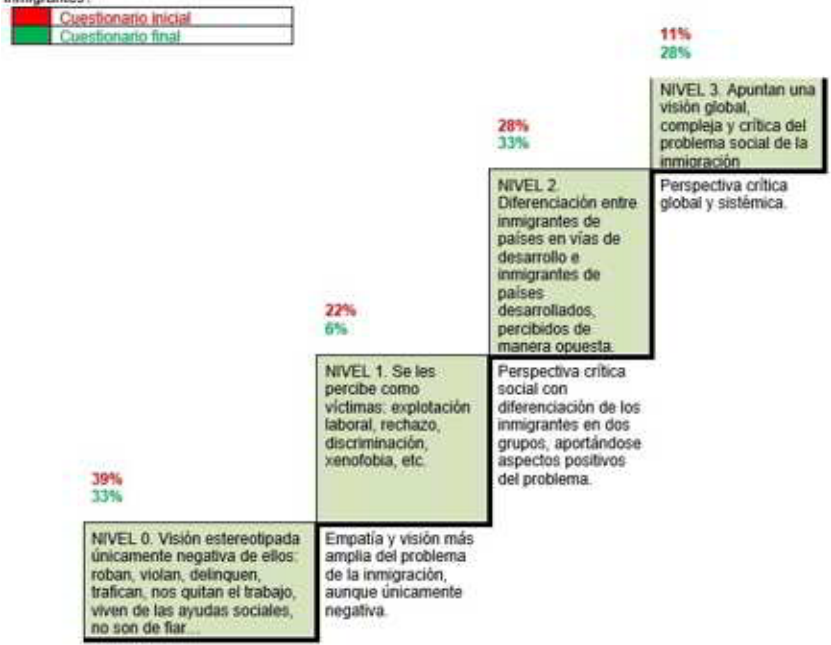 inmigrantes?
Cuestionario inicial
Cuestionario final
11%
28%
NIVEL 3. Apuntan una
visión global,
compleja y crítica del
problema social de la
inmigración
Perspectiva crítica
global y sistémica.
28%
33%
NIVEL 2.
Diferenciación entre
inmigrantes de
países en vías de
desarrollo e
inmigrantes de
países
desarrollados,
percibidos de
manera opuesta.
Perspectiva crítica
social con
diferenciación de los
inmigrantes en dos
grupos, aportándose
aspectos positivos
del problema.
22%
6%
NIVEL 1. Se les
percibe como
víctimas: explotación
laboral, rechazo,
discriminación,
xenofobia, etc.
Empatía y visión más
amplia del problema
de la inmigración,
aunque únicamente
negativa.
39%
33%
NIVEL 0. Visión estereotipada
únicamente negativa de ellos:
roban, violan, delinquen,
trafican, nos quitan el trabajo,
viven de las ayudas sociales,
no son de fiar...